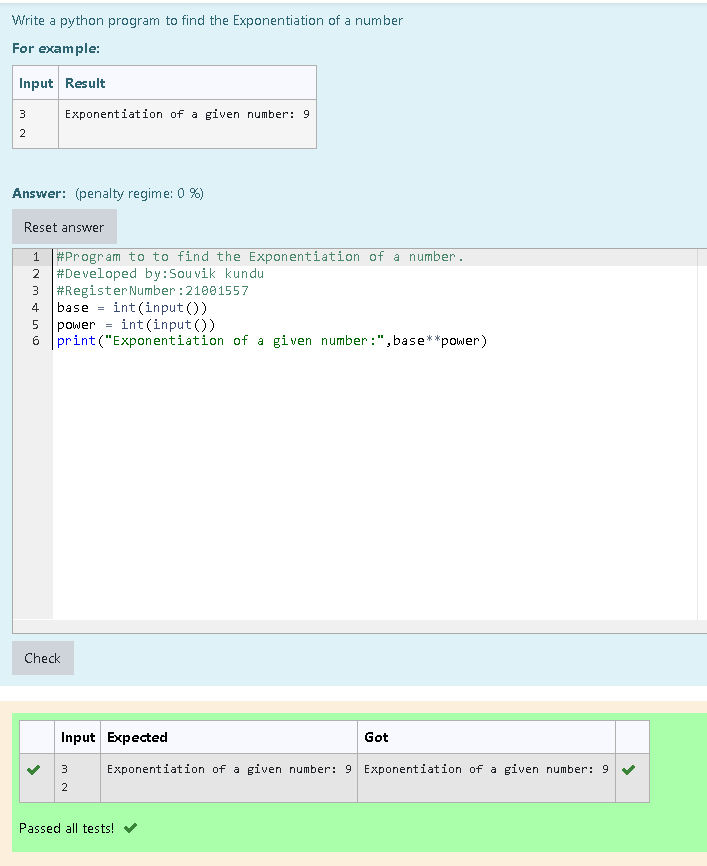 Write a python program to find the Exponentiation of a number
For example:
Input Result
3 Exponentiation of a given number: 9
2
Answer: (penalty regime: 0 %)
Reset answer
1 #Program to to find the Exponentiation of a number.
2 #Developed by:Souvik kundu
3 #RegisterNumber:21001557
4 base = int(input())
5 power = int(input())
6 print("Exponentiation of a given number:",base**power)
Check
Input Expected Got
3 Exponentiation of a given number: 9 Exponentiation of a given number: 9
2
Passed all tests!